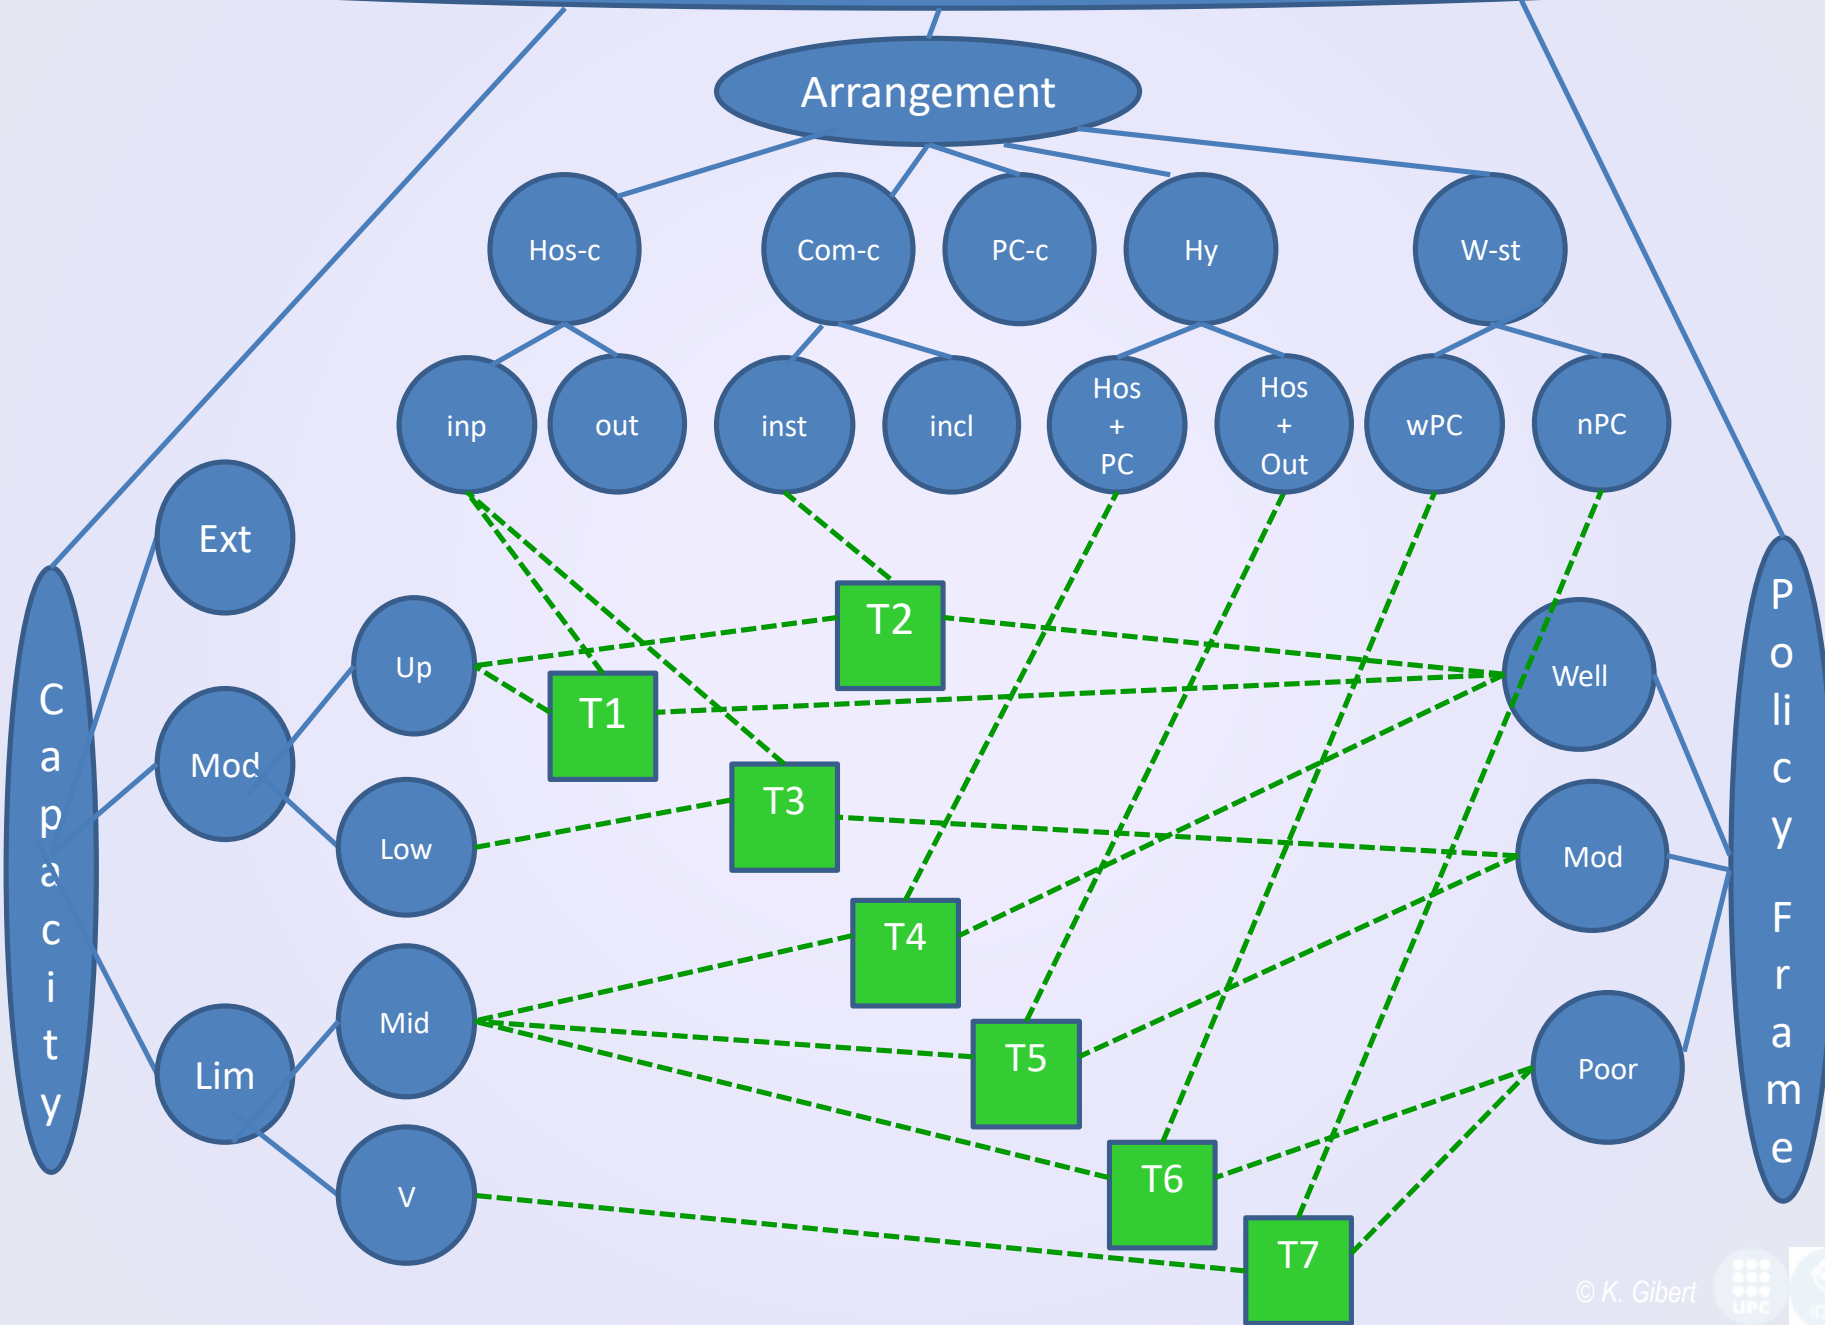 Arrangement
Hos-c
Com-c
PC-c
Hy
W-st
inp
out
inst
incl
Hos
+
PC
Hos
+
Out
wPC
nPC
Ext
Up
Mod
Low
Mid
Lim
V
Capacity
T1
T2
T3
T4
T5
T6
T7
Well
Mod
Poor
Policy Frame
© K. Gibert
UPC